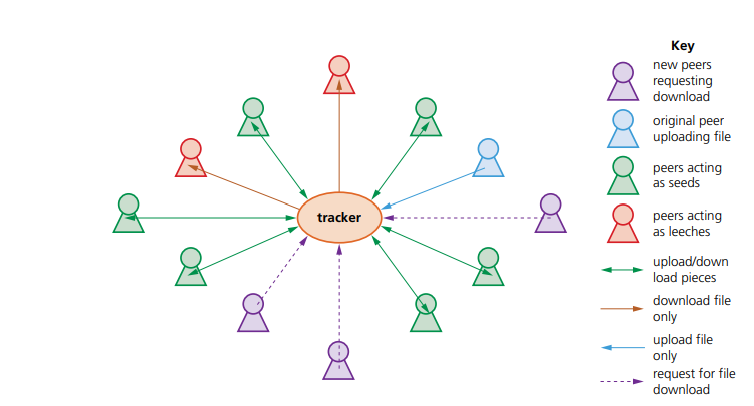 Key
new peers
requesting
download
original peer
uploading file
peers acting
as seeds
peers acting
as leeches
upload/down
load pieces
download file
only
upload file
only
request for file
download
tracker